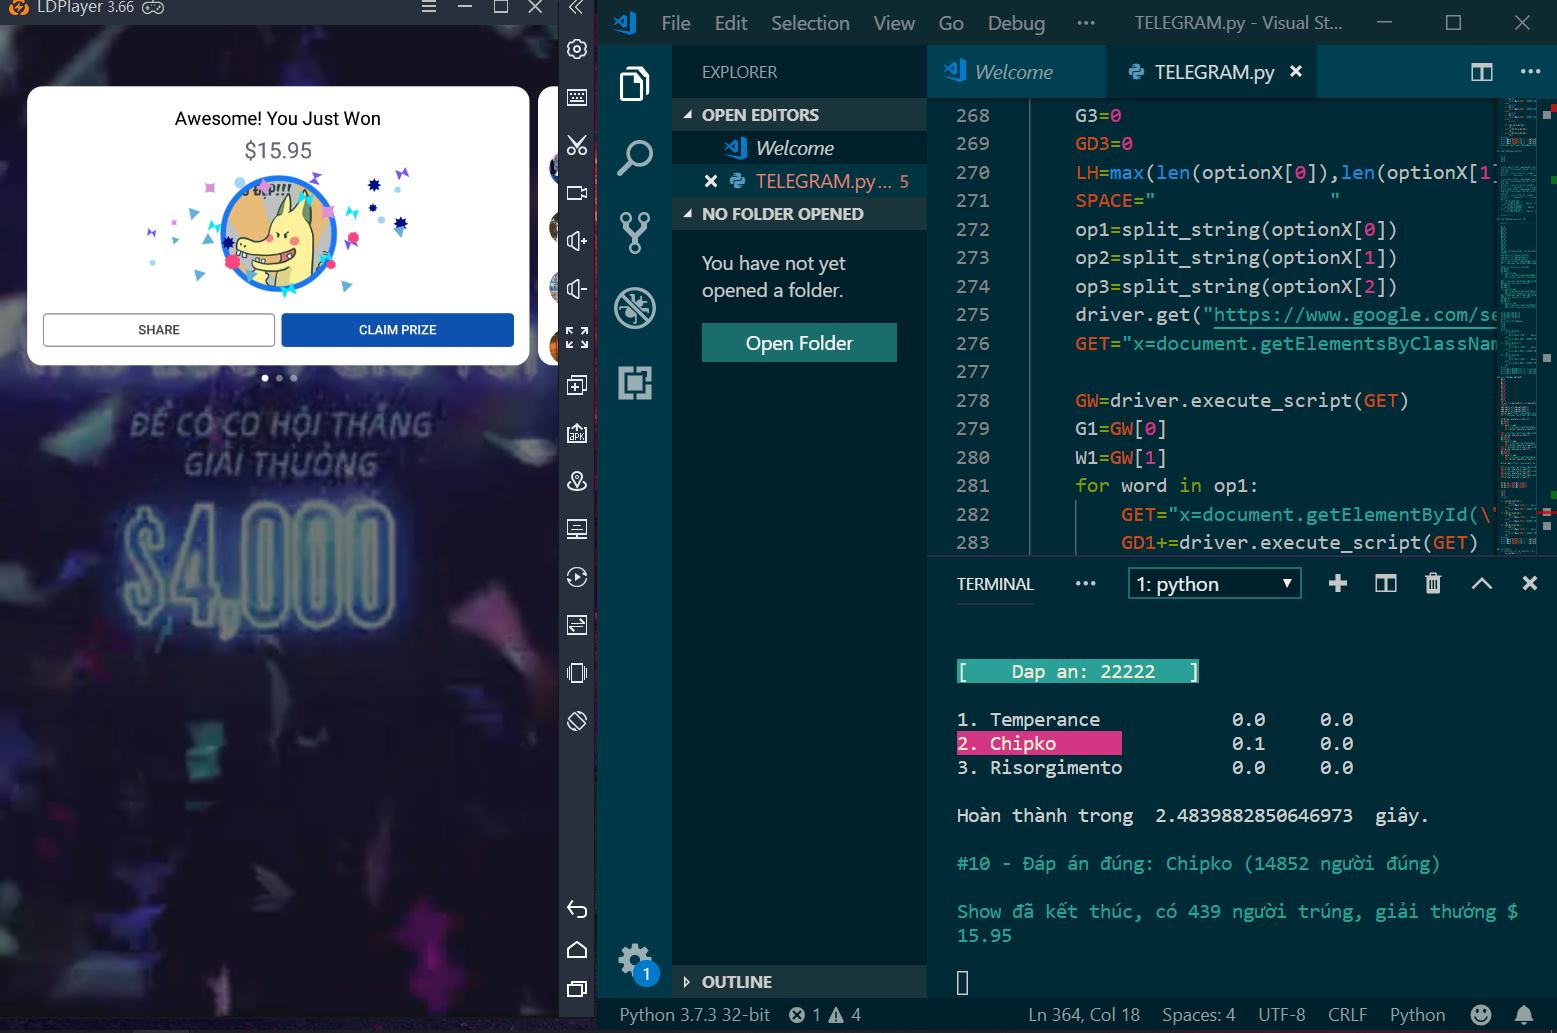 LDPlayer 3.66
Awesome! You Just Won
$15.95
ĐẸP!!!
SHARE
CLAIM PRIZE
ĐỂ CÓ CƠ HỘI THẮNG
GIẢI THƯỞNG
$4,000
APK
File Edit Selection View Go Debug ··· TELEGRAM.py - Visual St...
EXPLORER
OPEN EDITORS
Welcome
TELEGRAM.py... 5
NO FOLDER OPENED
You have not yet
opened a folder.
Open Folder
OUTLINE
1
Welcome TELEGRAM.py
268 G3=0
269 GD3=0
270 LH=max(len(optionX[0]),len(optionX[1]
271 SPACE="                "
272 op1=split_string(optionX[0])
273 op2=split_string(optionX[1])
274 op3=split_string(optionX[2])
275 driver.get("https://www.google.com/se
276 GET="x=document.getElementsByClassNam
277
278 GW=driver.execute_script(GET)
279 G1=GW[0]
280 W1=GW[1]
281 for word in op1:
282 GET="x=document.getElementById(\"
283 GD1+=driver.execute_script(GET)
TERMINAL ··· 1: python
[ Dap an: 22222 ]
1. Temperance 0.0 0.0
2. Chipko 0.1 0.0
3. Risorgimento 0.0 0.0
Hoàn thành trong 2.4839882850646973 giây.
#10 - Đáp án đúng: Chipko (14852 người đúng)
Show đã kết thúc, có 439 người trúng, giải thưởng $
15.95
Python 3.7.3 32-bit 1 4 Ln 364, Col 18 Spaces: 4 UTF-8 CRLF Python